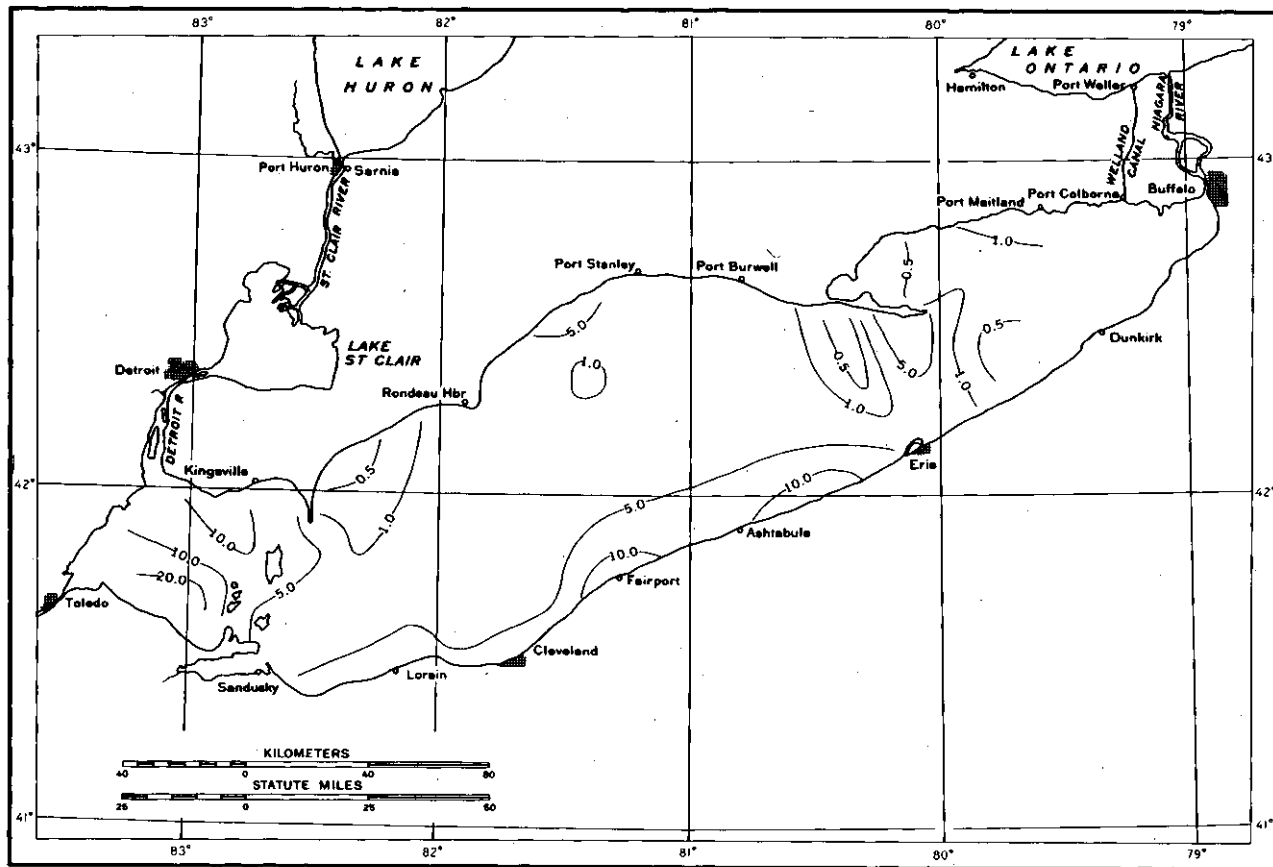 83°
82°
81°
80°
79°
LAKE
HURON
LAKE
ONTARIO
Hamilton
Port Weller
NIAGARA
RIVER
WELLAND
CANAL
43°
43°
Port Huron
Sarnia
ST. CLAIR RIVER
Port Maitland
Port Colborne
Buffalo
1.0
0.5
Port Stanley
Port Burwell
5.0
LAKE
ST CLAIR
1.0
0.5
5.0
1.0
0.5
1.0
Dunkirk
Detroit
DETROIT R
Rondeau Hbr
Kingsville
0.5
1.0
Erie
42°
42°
10.0
5.0
10.0
Ashtabula
10.0
20.0
5.0
10.0
Fairport
Toledo
Cleveland
Sandusky
Lorain
KILOMETERS
40 0 40 80
STATUTE MILES
25 0 25 50
41°
41°
83°
82°
81°
80°
79°